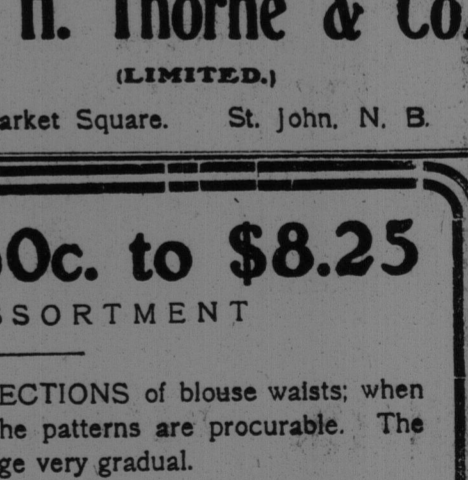 H. Thorne & Co.
(LIMITED.)
arket Square. St. John, N. B.
0c. to $8.25
SSORTMENT
ECTIONS of blouse waists; when
he patterns are procurable. The
ge very gradual.